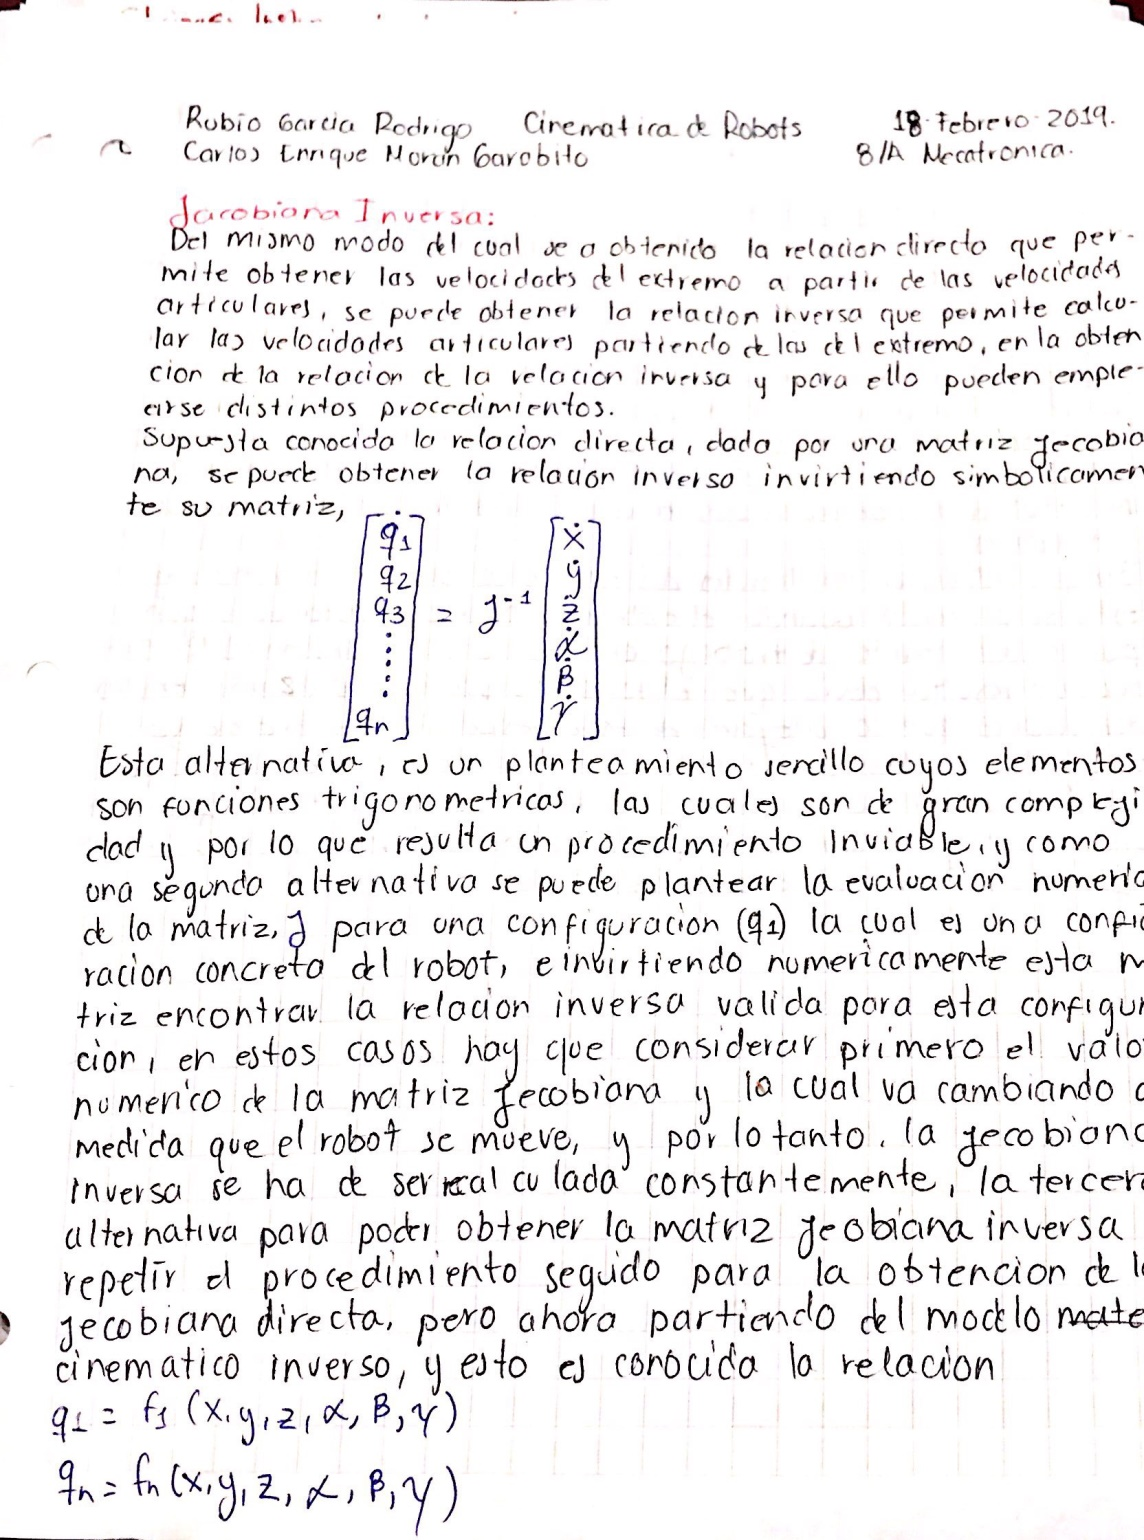 Rubio Garcia Rodrigo Cinematica de Robots 18 Febrero 2019.
Carlos Enrique Morán Garabito 8/A Mecatronica.
Jacobiana Inversa:
Del mismo modo del cual se a obtenido la relacion directa que per-
mite obtener las velocidades del extremo a partir de las velocidades
articulares, se puede obtener la relacion inversa que permite calcu-
lar las velocidades articulares partiendo de las del extremo, en la obten
cion de la relacion de la relacion inversa y para ello pueden emple-
arse distintos procedimientos.
Supuesta conocida la relacion directa, dada por una matriz jecobia
na, se puede obtener la relacion inversa invirtiendo simbolicamen
te su matriz,
[q̇1 q2 q3 ⋮ qn] = J⁻¹ [ẋ ẏ ż α̇ β̇ γ̇]
Esta alternativa, es un planteamiento sencillo cuyos elementos
son funciones trigonometricas, las cuales son de gran compleji
dad y por lo que resulta un procedimiento Inviable, y como
una segunda alternativa se puede plantear la evaluacion numeric
de la matriz, J para una configuracion (q1) la cual es una confi
racion concreta del robot, e invirtiendo numericamente esta m
triz encontrar la relacion inversa valida para esta configur
cion, en estos casos hay que considerar primero el valo
numerico de la matriz jecobiana y la cual va cambiando a
medida que el robot se mueve, y por lo tanto, la jecobiana
inversa se ha de ser recalculada constantemente, la tercer
alternativa para poder obtener la matriz jeobiana inversa
repetir el procedimiento seguido para la obtencion de l
jecobiana directa, pero ahora partiendo del modelo mate
cinematico inverso, y esto es conocida la relacion
q1 = f1 (x, y, z, α, β, γ)
qn = fn (x, y, z, α, β, γ)